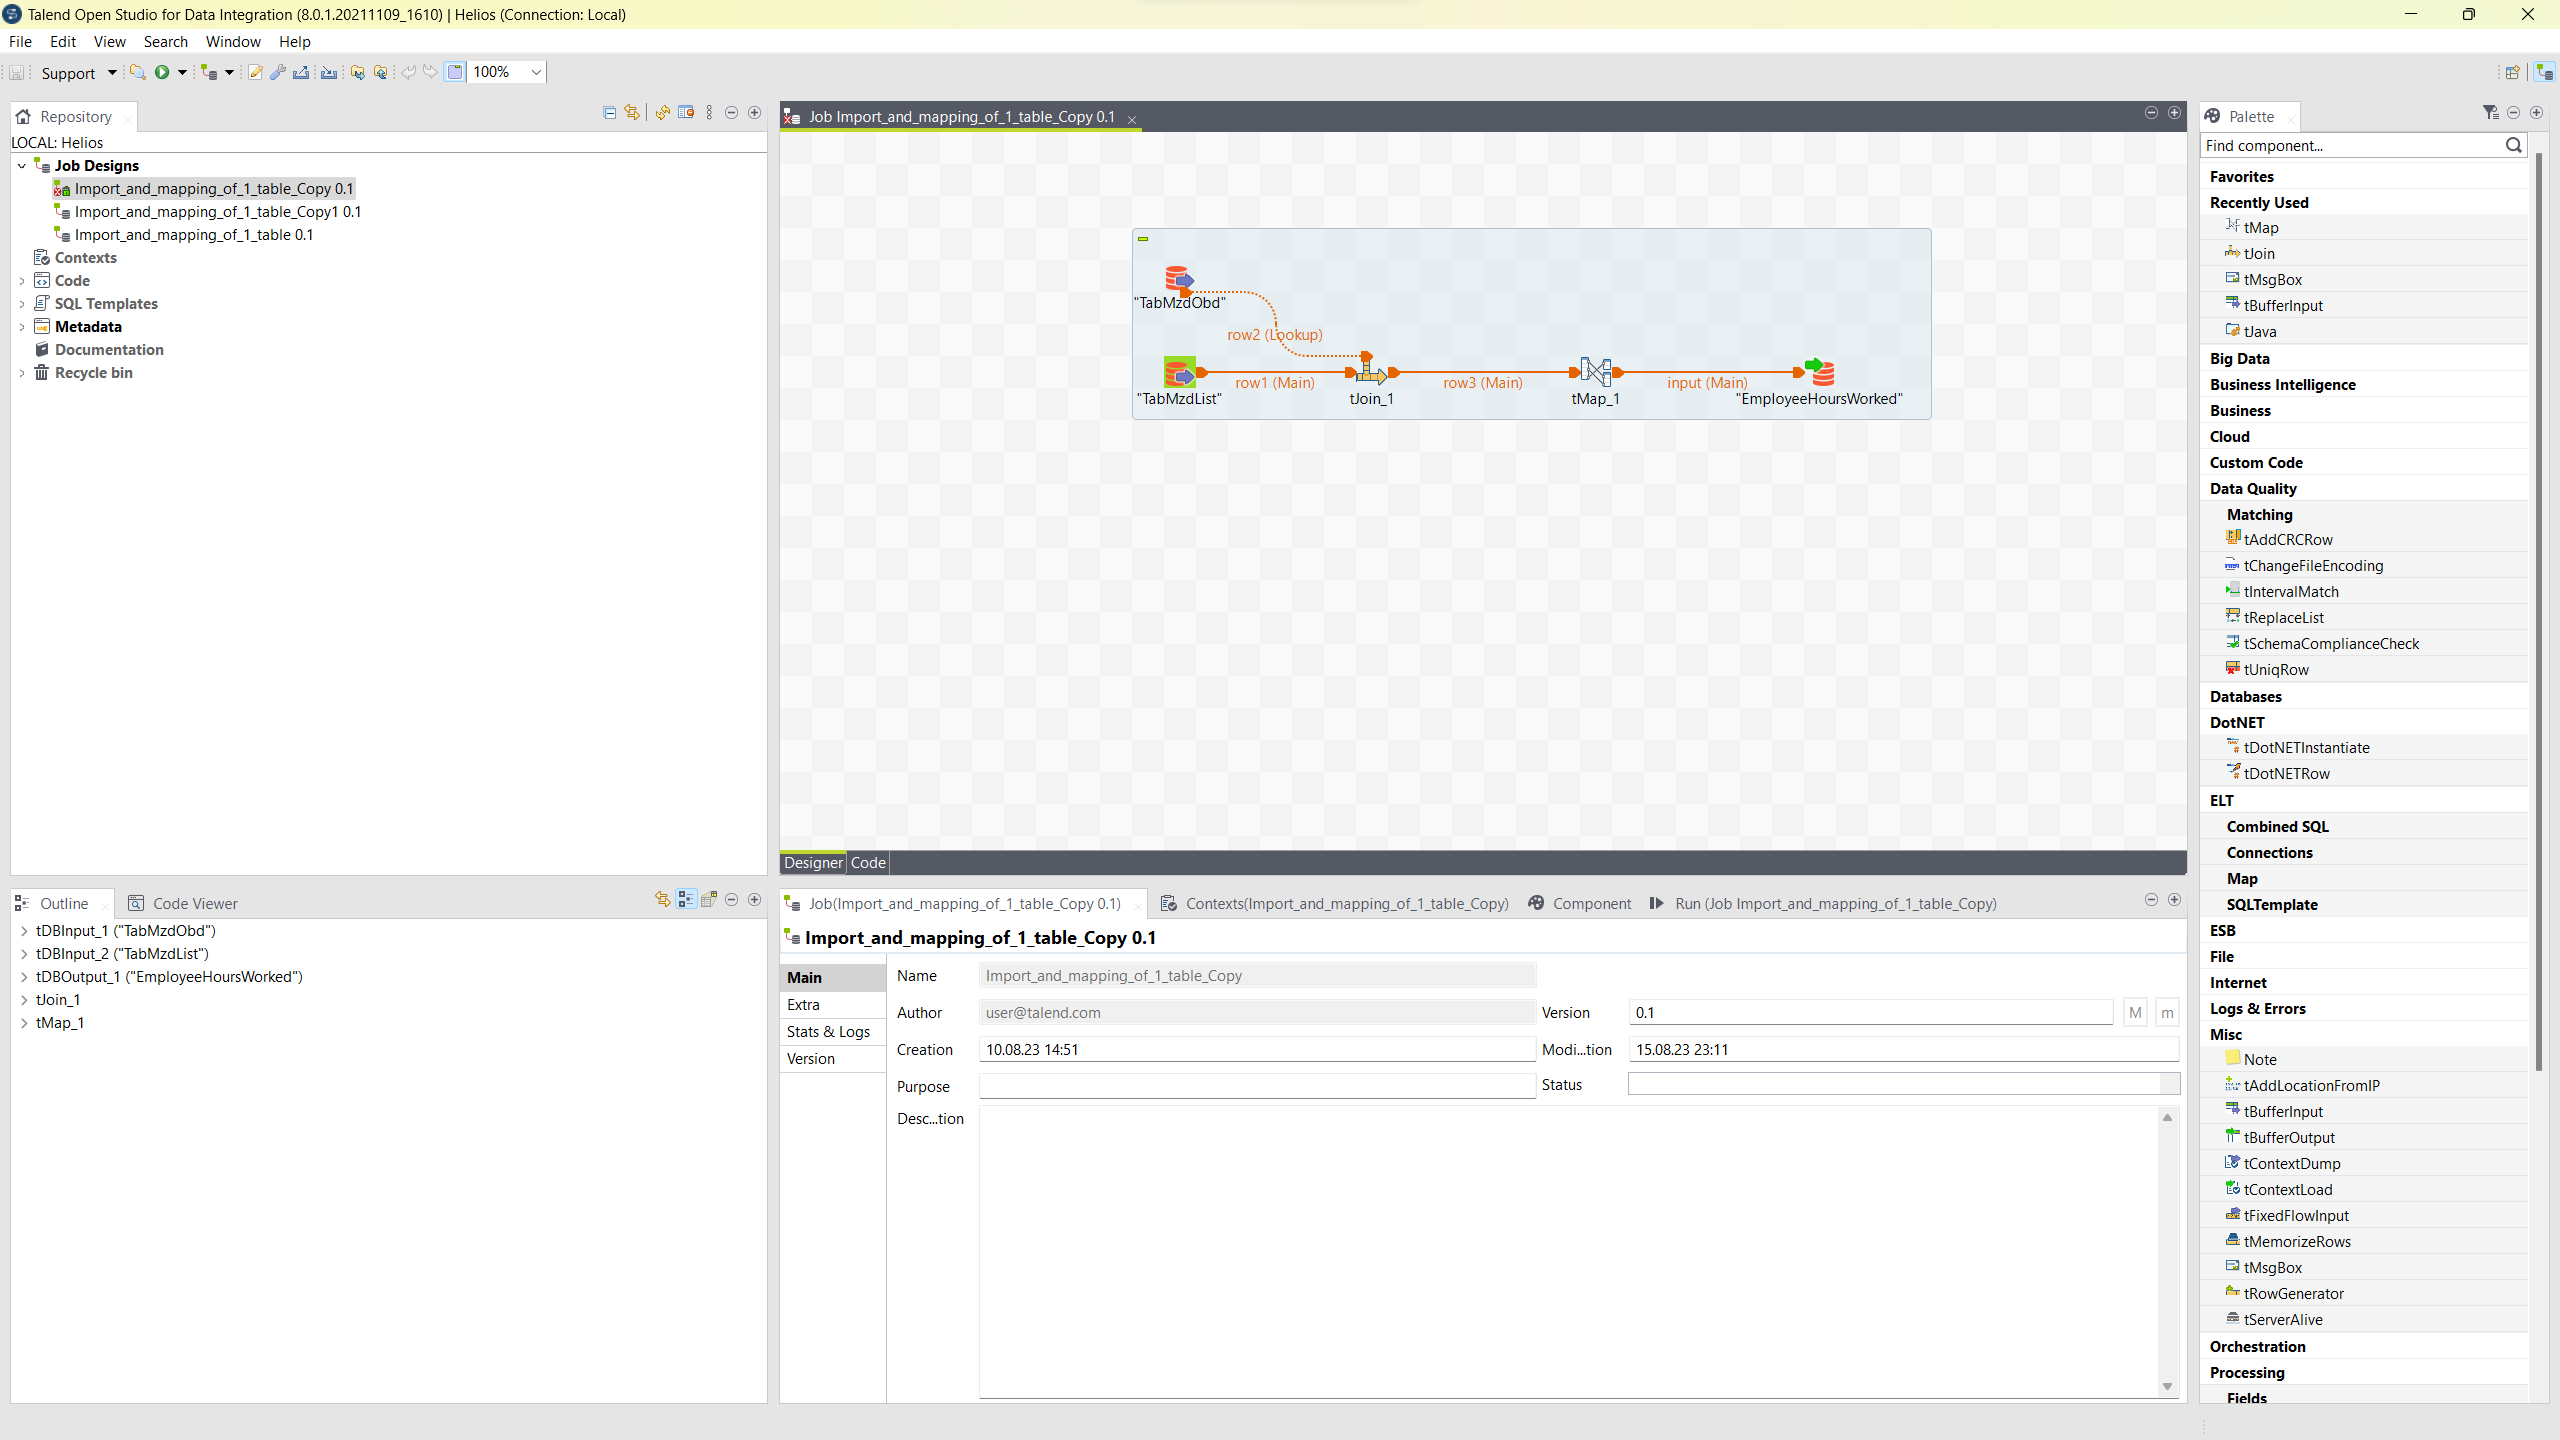 Talend Open Studio for Data Integration (8.0.1.20211109_1610) | Helios (Connection: Local)
File Edit View Search Window Help
Support 100%
Repository
LOCAL: Helios
Job Designs
Import_and_mapping_of_1_table_Copy 0.1
Import_and_mapping_of_1_table_Copy1 0.1
Import_and_mapping_of_1_table 0.1
Contexts
Code
SQL Templates
Metadata
Documentation
Recycle bin
Job Import_and_mapping_of_1_table_Copy 0.1
"TabMzdObd"
row2 (Lookup)
row1 (Main) row3 (Main) input (Main)
"TabMzdList" tJoin_1 tMap_1 "EmployeeHoursWorked"
Designer Code
Palette
Find component...
Favorites
Recently Used
tMap
tJoin
tMsgBox
tBufferInput
tJava
Big Data
Business Intelligence
Business
Cloud
Custom Code
Data Quality
Matching
tAddCRCRow
tChangeFileEncoding
tIntervalMatch
tReplaceList
tSchemaComplianceCheck
tUniqRow
Databases
DotNET
tDotNETInstantiate
tDotNETRow
ELT
Combined SQL
Connections
Map
SQLTemplate
ESB
File
Internet
Logs & Errors
Misc
Note
tAddLocationFromIP
tBufferInput
tBufferOutput
tContextDump
tContextLoad
tFixedFlowInput
tMemorizeRows
tMsgBox
tRowGenerator
tServerAlive
Orchestration
Processing
Fields
Outline Code Viewer
tDBInput_1 ("TabMzdObd")
tDBInput_2 ("TabMzdList")
tDBOutput_1 ("EmployeeHoursWorked")
tJoin_1
tMap_1
Job(Import_and_mapping_of_1_table_Copy 0.1) Contexts(Import_and_mapping_of_1_table_Copy) Component Run (Job Import_and_mapping_of_1_table_Copy)
Import_and_mapping_of_1_table_Copy 0.1
Main
Extra
Stats & Logs
Version
Name Import_and_mapping_of_1_table_Copy
Author user@talend.com Version 0.1 M m
Creation 10.08.23 14:51 Modi...tion 15.08.23 23:11
Purpose Status
Desc...tion